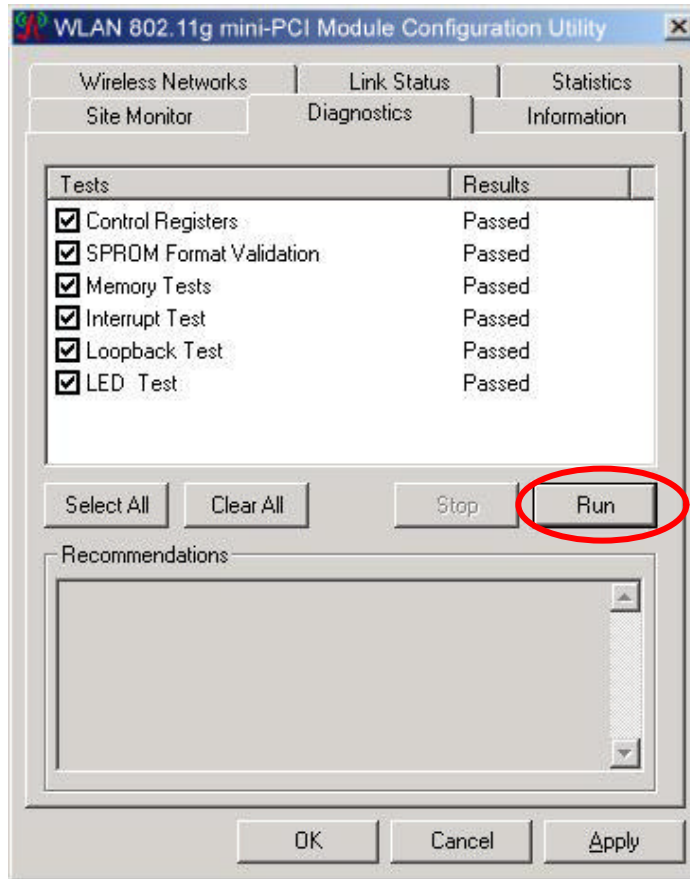 WLAN 802.11g mini-PCI Module Configuration Utility
Wireless Networks Link Status Statistics
Site Monitor Diagnostics Information
Tests Results
Control Registers Passed
SPROM Format Validation Passed
Memory Tests Passed
Interrupt Test Passed
Loopback Test Passed
LED Test Passed
Select All Clear All Stop Run
Recommendations
OK Cancel Apply